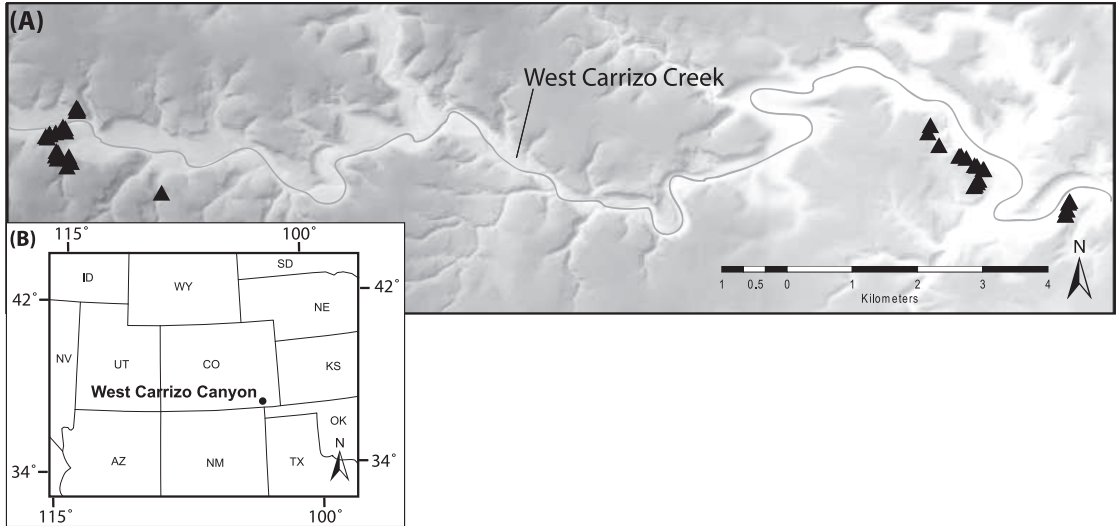 (A)
West Carrizo Creek
N
1 0.5 0 1 2 3 4
Kilometers
(B)
115° 100°
SD
ID
WY
42° 42°
NE
NV
UT
CO
KS
West Carrizo Canyon
OK
N
AZ
NM
TX
34° 34°
115° 100°